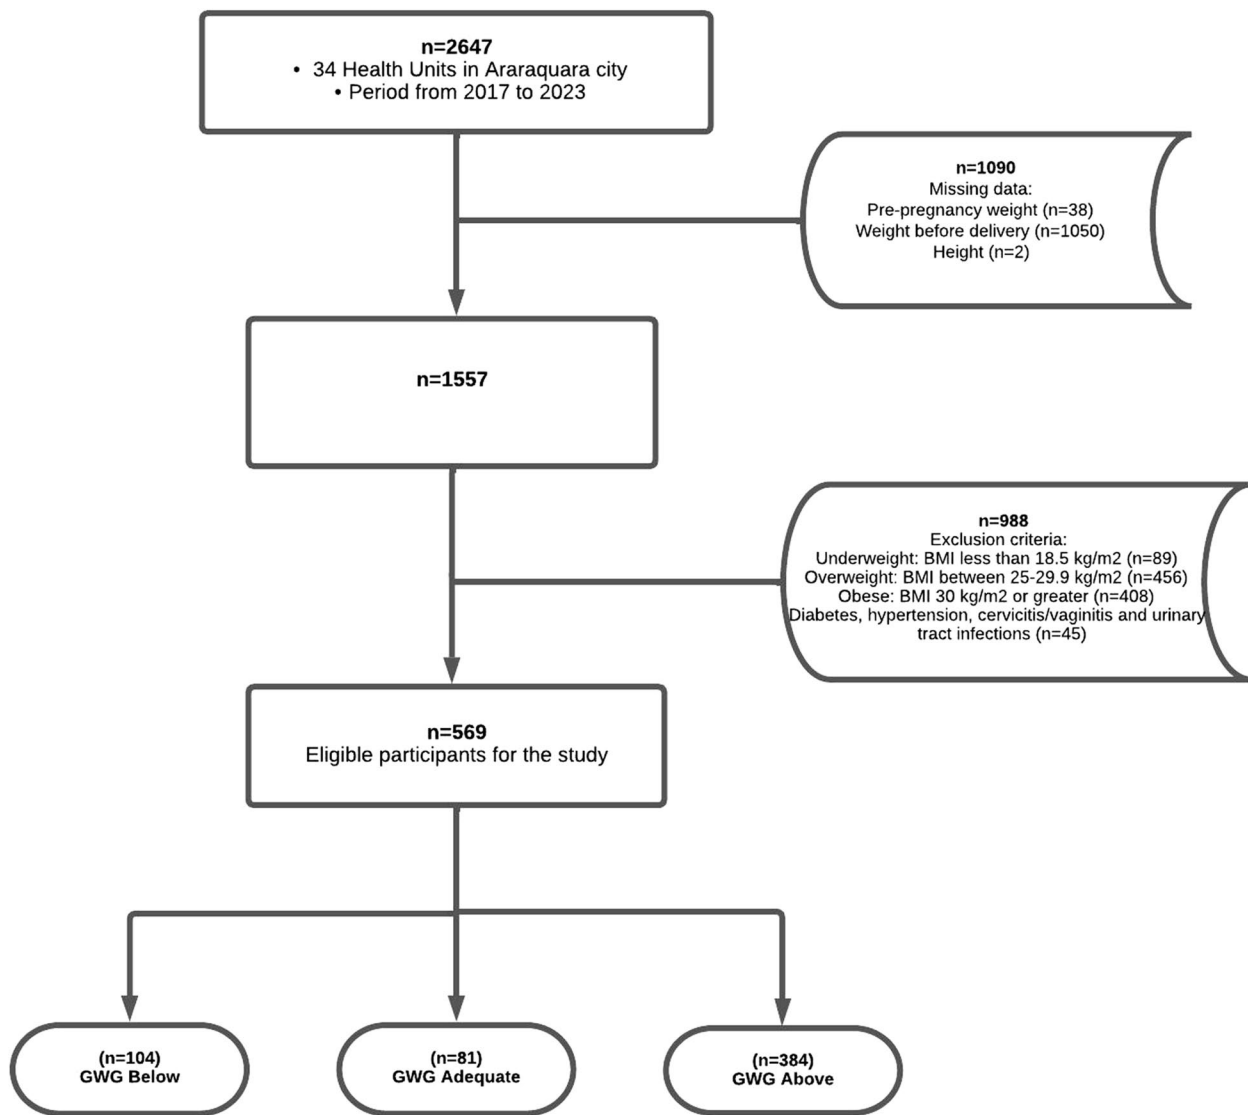 n=2647
• 34 Health Units in Araraquara city
• Period from 2017 to 2023
n=1090
Missing data:
Pre-pregnancy weight (n=38)
Weight before delivery (n=1050)
Height (n=2)
n=1557
n=988
Exclusion criteria:
Underweight: BMI less than 18.5 kg/m2 (n=89)
Overweight: BMI between 25-29.9 kg/m2 (n=456)
Obese: BMI 30 kg/m2 or greater (n=408)
Diabetes, hypertension, cervicitis/vaginitis and urinary
tract infections (n=45)
n=569
Eligible participants for the study
(n=104)
GWG Below
(n=81)
GWG Adequate
(n=384)
GWG Above